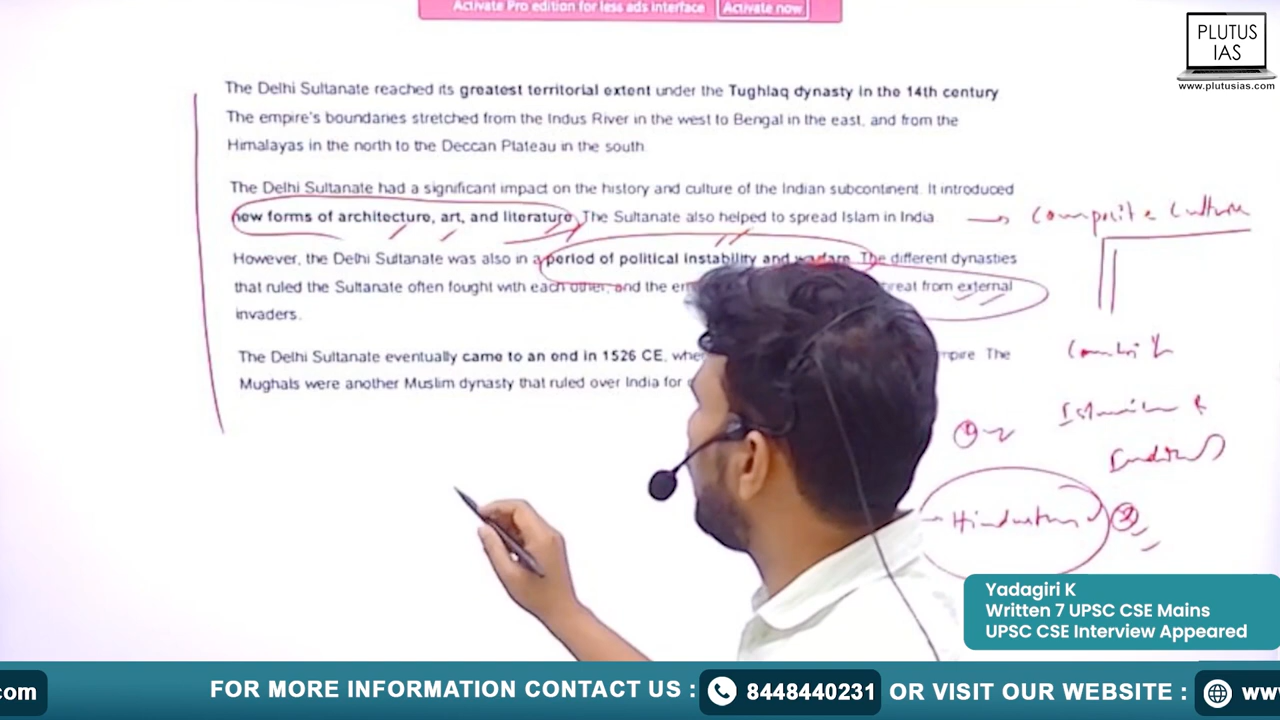 Activate Pro edition for less ads interface Activate now
PLUTUS
IAS
www.plutusias.com
The Delhi Sultanate reached its greatest territorial extent under the Tughlaq dynasty in the 14th century
The empire's boundaries stretched from the Indus River in the west to Bengal in the east, and from the
Himalayas in the north to the Deccan Plateau in the south
The Delhi Sultanate had a significant impact on the history and culture of the Indian subcontinent. It introduced
new forms of architecture, art, and literature. The Sultanate also helped to spread Islam in India
Composite Culture
However, the Delhi Sultanate was also in a period of political instability and warfare. The different dynasties
that ruled the Sultanate often fought with each other, and the external
invaders.
The Delhi Sultanate eventually came to an end in 1526 CE, The
Mughals were another Muslim dynasty that ruled over India for
Yadagiri K
Written 7 UPSC CSE Mains
UPSC CSE Interview Appeared
com FOR MORE INFORMATION CONTACT US : 8448440231 OR VISIT OUR WEBSITE :